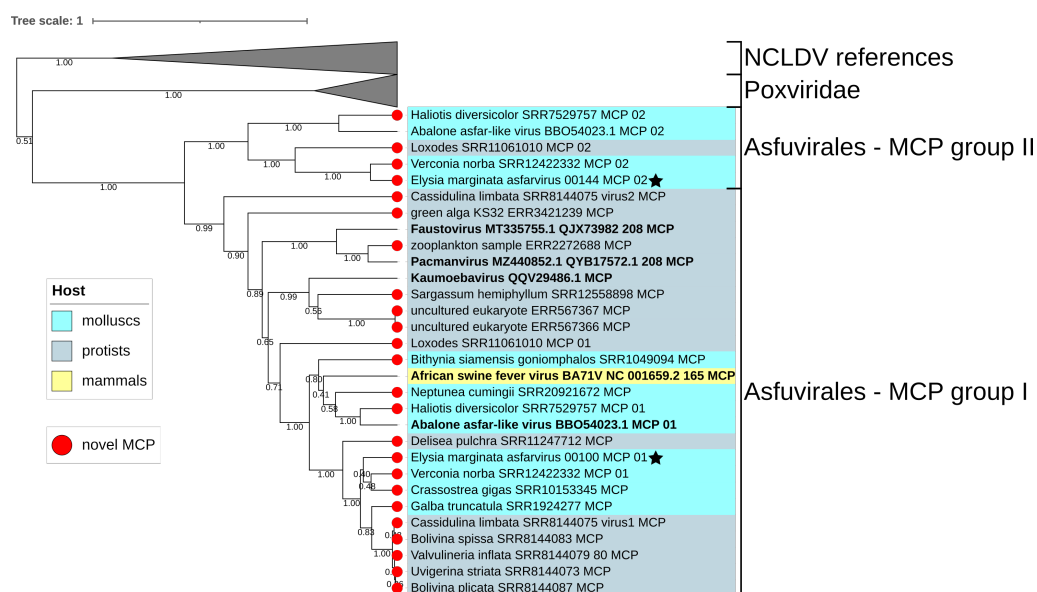 Tree scale: 1
NCLDV references
1.00
Poxviridae
1.00
Haliotis diversicolor SRR7529757 MCP 02
1.00
Abalone asfar-like virus BBO54023.1 MCP 02
0.51
1.00
Loxodes SRR11061010 MCP 02
Asfuvirales - MCP group II
1.00
Verconia norba SRR12422332 MCP 02
1.00
Elysia marginata asfarvirus 00144 MCP 02
1.00
Cassidulina limbata SRR8144075 virus2 MCP
green alga KS32 ERR3421239 MCP
0.99
Faustovirus MT335755.1 QJX73982 208 MCP
1.00
zooplankton sample ERR2272688 MCP
0.90
1.00
Pacmanvirus MZ440852.1 QYB17572.1 208 MCP
Kaumoebavirus QQV29486.1 MCP
Host
0.89
0.99
Sargassum hemiphyllum SRR12558898 MCP
molluscs
0.56
uncultured eukaryote ERR567367 MCP
1.00
uncultured eukaryote ERR567366 MCP
protists
0.65
Loxodes SRR11061010 MCP 01
Bithynia siamensis goniomphalos SRR1049094 MCP
mammals
0.71
0.80
African swine fever virus BA71V NC 001659.2 165 MCP
0.41
Neptunea cumingii SRR20921672 MCP
Asfuvirales - MCP group I
0.58
Haliotis diversicolor SRR7529757 MCP 01
1.00
1.00
Abalone asfar-like virus BBO54023.1 MCP 01
novel MCP
Delisea pulchra SRR11247712 MCP
Elysia marginata asfarvirus 00100 MCP 01
1.00
Verconia norba SRR12422332 MCP 01
0.48
Crassostrea gigas SRR10153345 MCP
1.00
Galba truncatula SRR1924277 MCP
Cassidulina limbata SRR8144075 virus1 MCP
0.83
Bolivina spissa SRR8144083 MCP
1.00
Valvulineria inflata SRR8144079 80 MCP
Uvigerina striata SRR8144073 MCP
Bolivina plicata SRR8144087 MCP